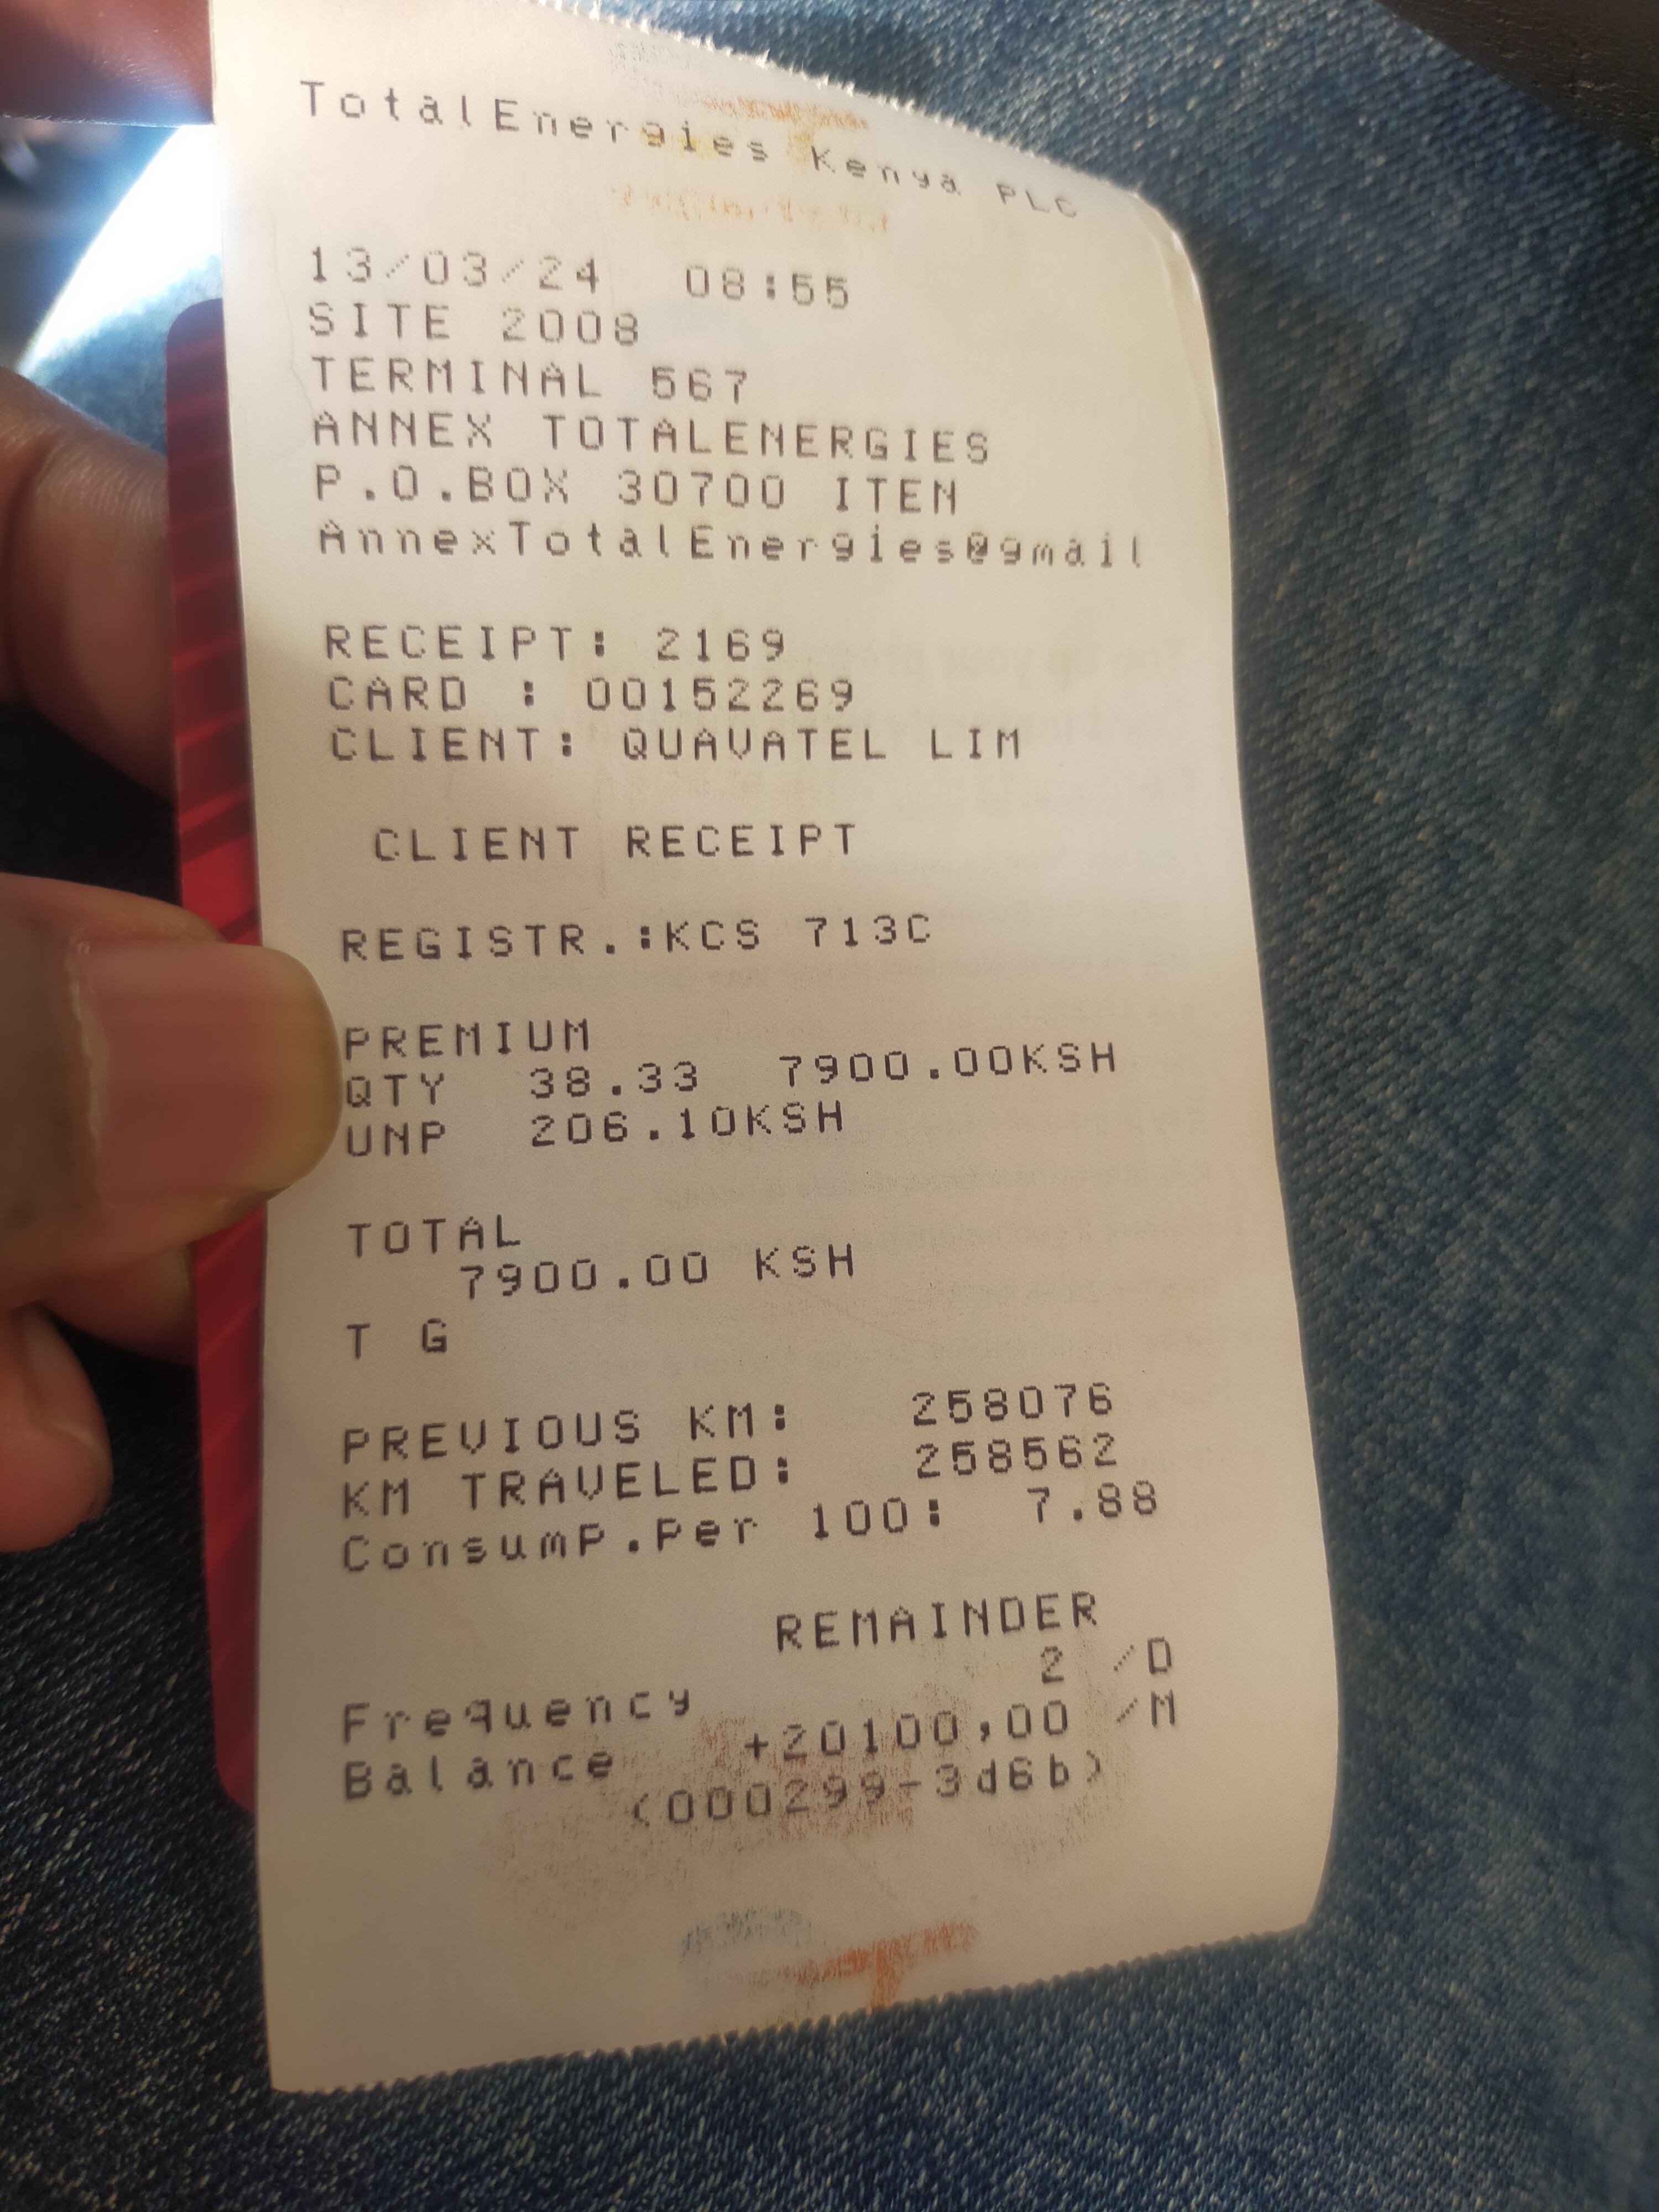 TotalEnergies Kenya PLC
13/03/24 08:55
SITE 2008
TERMINAL 567
ANNEX TOTALENERGIES
P.O.BOX 30700 ITEN
AnnexTotalEnergies@gmail
RECEIPT: 2169
CARD : 00152269
CLIENT: QUAVATEL LIM
CLIENT RECEIPT
REGISTR.:KCS 713C
PREMIUM
QTY 38.33 7900.00KSH
UNP 206.10KSH
TOTAL
7900.00 KSH
T G
PREVIOUS KM: 258076
KM TRAVELED: 258562
ConsumP.Per 100: 7.88
REMAINDER
Frequency 2 /D
Balance +20100,00 /M
(000299-3d6b)